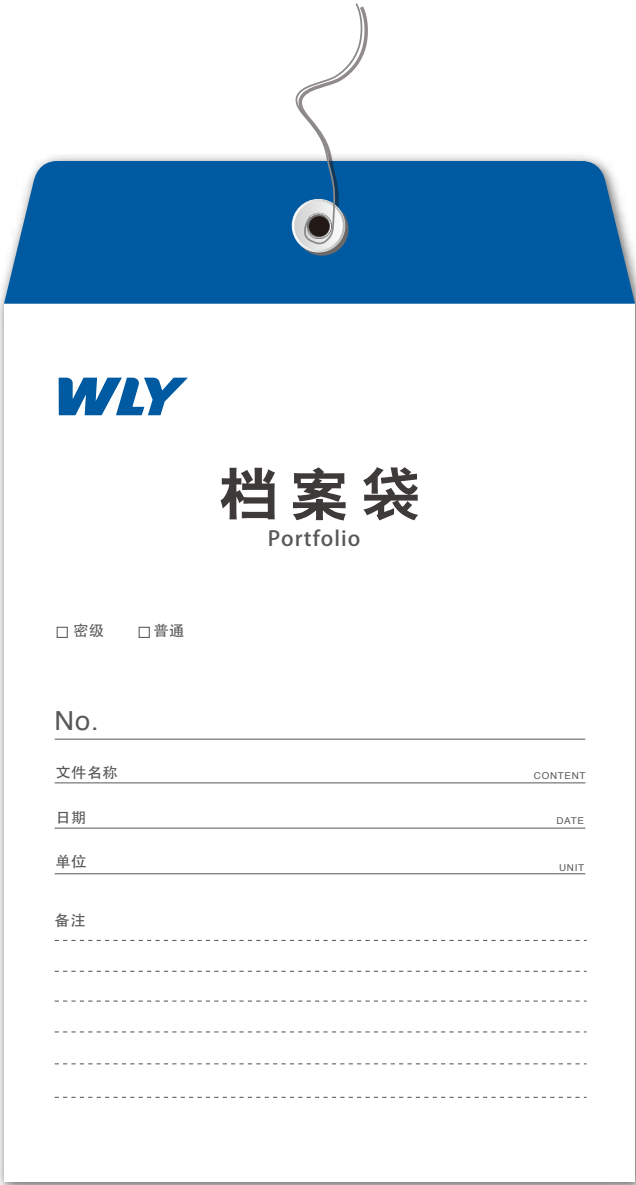 WLY
档案袋
Portfolio
□ 密级 □ 普通
No.
文件名称 CONTENT
日期 DATE
单位 UNIT
备注